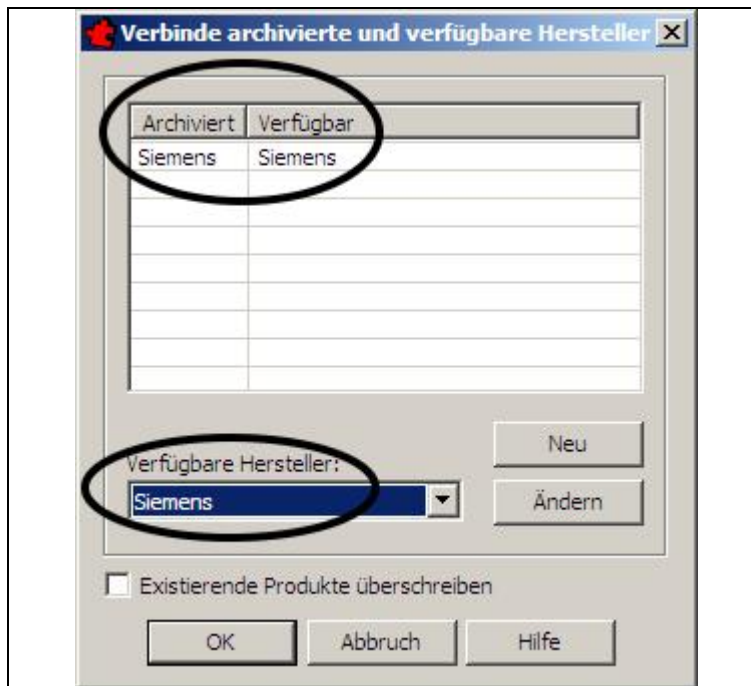 Verbinde archivierte und verfügbare Hersteller
Archiviert Verfügbar
Siemens Siemens
Neu
Verfügbare Hersteller:
Siemens
Ändern
Existierende Produkte überschreiben
OK Abbruch Hilfe